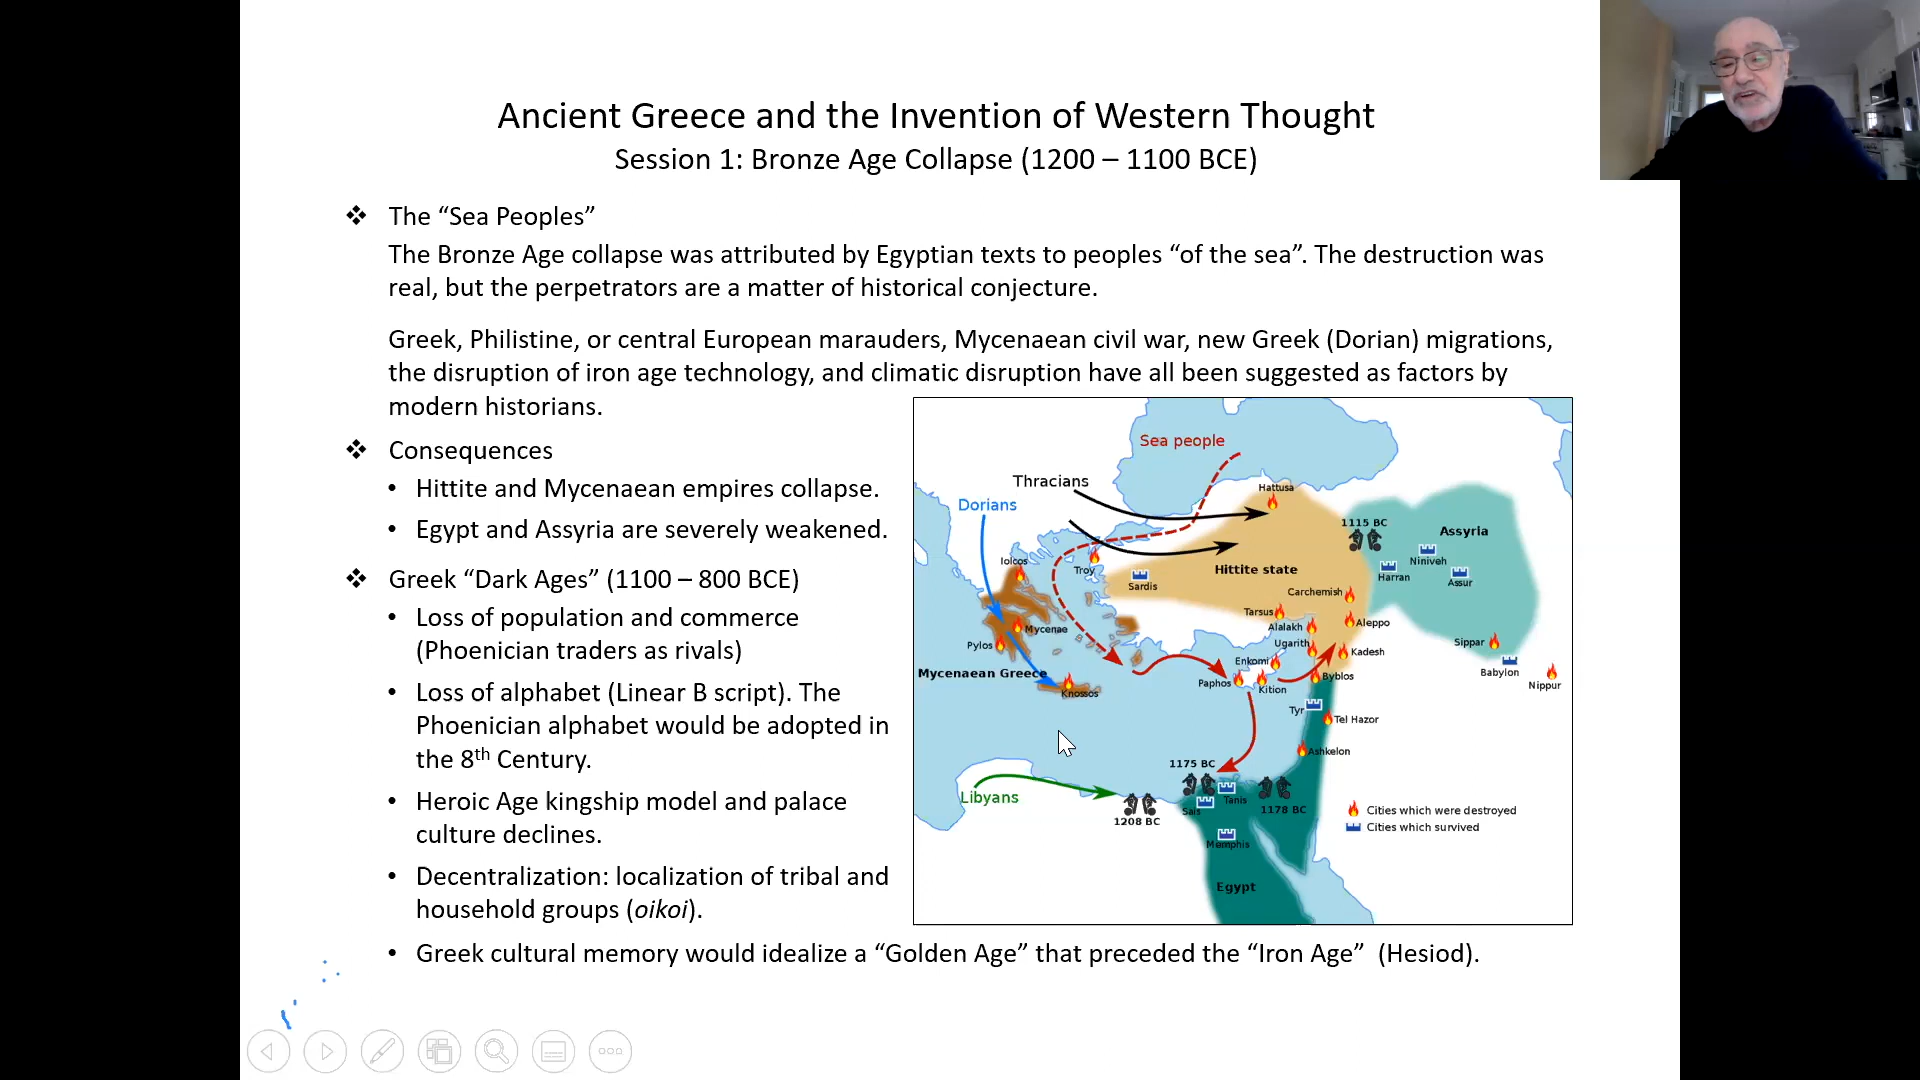 Ancient Greece and the Invention of Western Thought
Session 1: Bronze Age Collapse (1200 – 1100 BCE)
❖ The “Sea Peoples”
The Bronze Age collapse was attributed by Egyptian texts to peoples “of the sea”. The destruction was
real, but the perpetrators are a matter of historical conjecture.
Greek, Philistine, or central European marauders, Mycenaean civil war, new Greek (Dorian) migrations,
the disruption of iron age technology, and climatic disruption have all been suggested as factors by
modern historians.
❖ Consequences
• Hittite and Mycenaean empires collapse.
• Egypt and Assyria are severely weakened.
❖ Greek “Dark Ages” (1100 – 800 BCE)
• Loss of population and commerce
(Phoenician traders as rivals)
• Loss of alphabet (Linear B script). The
Phoenician alphabet would be adopted in
the 8th Century.
• Heroic Age kingship model and palace
culture declines.
• Decentralization: localization of tribal and
household groups (oikoi).
• Greek cultural memory would idealize a “Golden Age” that preceded the “Iron Age” (Hesiod).
Sea people
Thracians
Hattusa
Dorians
1115 BC
Assyria
Iolcos
Troy
Niniveh
Hittite state
Harran
Assur
Sardis
Carchemish
Tarsus
Aleppo
Alalakh
Mycenae
Ugarith
Sippar
Pylos
Kadesh
Enkomi
Mycenaean Greece
Babylon
Byblos
Paphos
Kition
Nippur
Knossos
Tyr
Tel Hazor
Ashkelon
1175 BC
Libyans
Tanis
Sais
1178 BC
1208 BC
Cities which were destroyed
Cities which survived
Memphis
Egypt